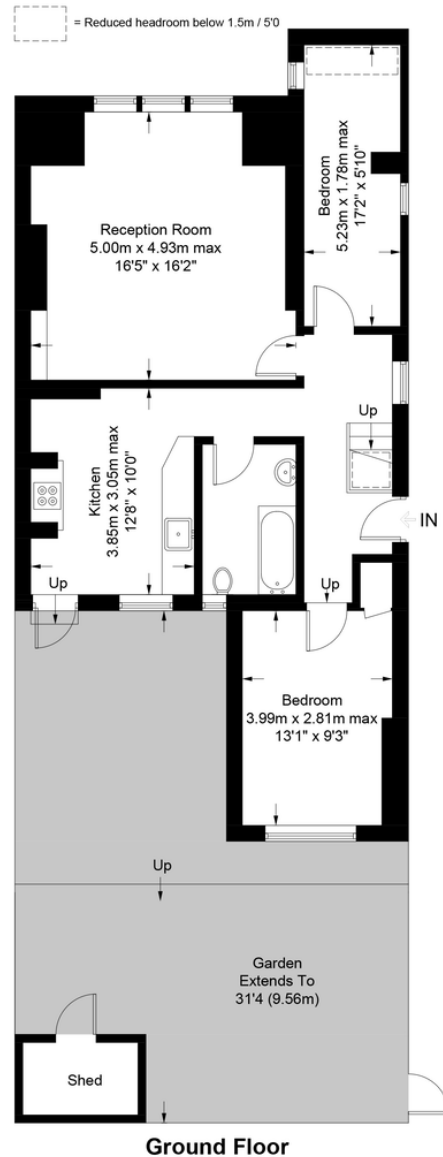 = Reduced headroom below 1.5m / 5'0
Reception Room
5.00m x 4.93m max
16'5" x 16'2"
Bedroom
5.23m x 1.78m max
17'2" x 5'10"
Up
Kitchen
3.85m x 3.05m max
12'8" x 10'0"
IN
Up
Up
Bedroom
3.99m x 2.81m max
13'1" x 9'3"
Up
Garden
Extends To
31'4 (9.56m)
Shed
Ground Floor